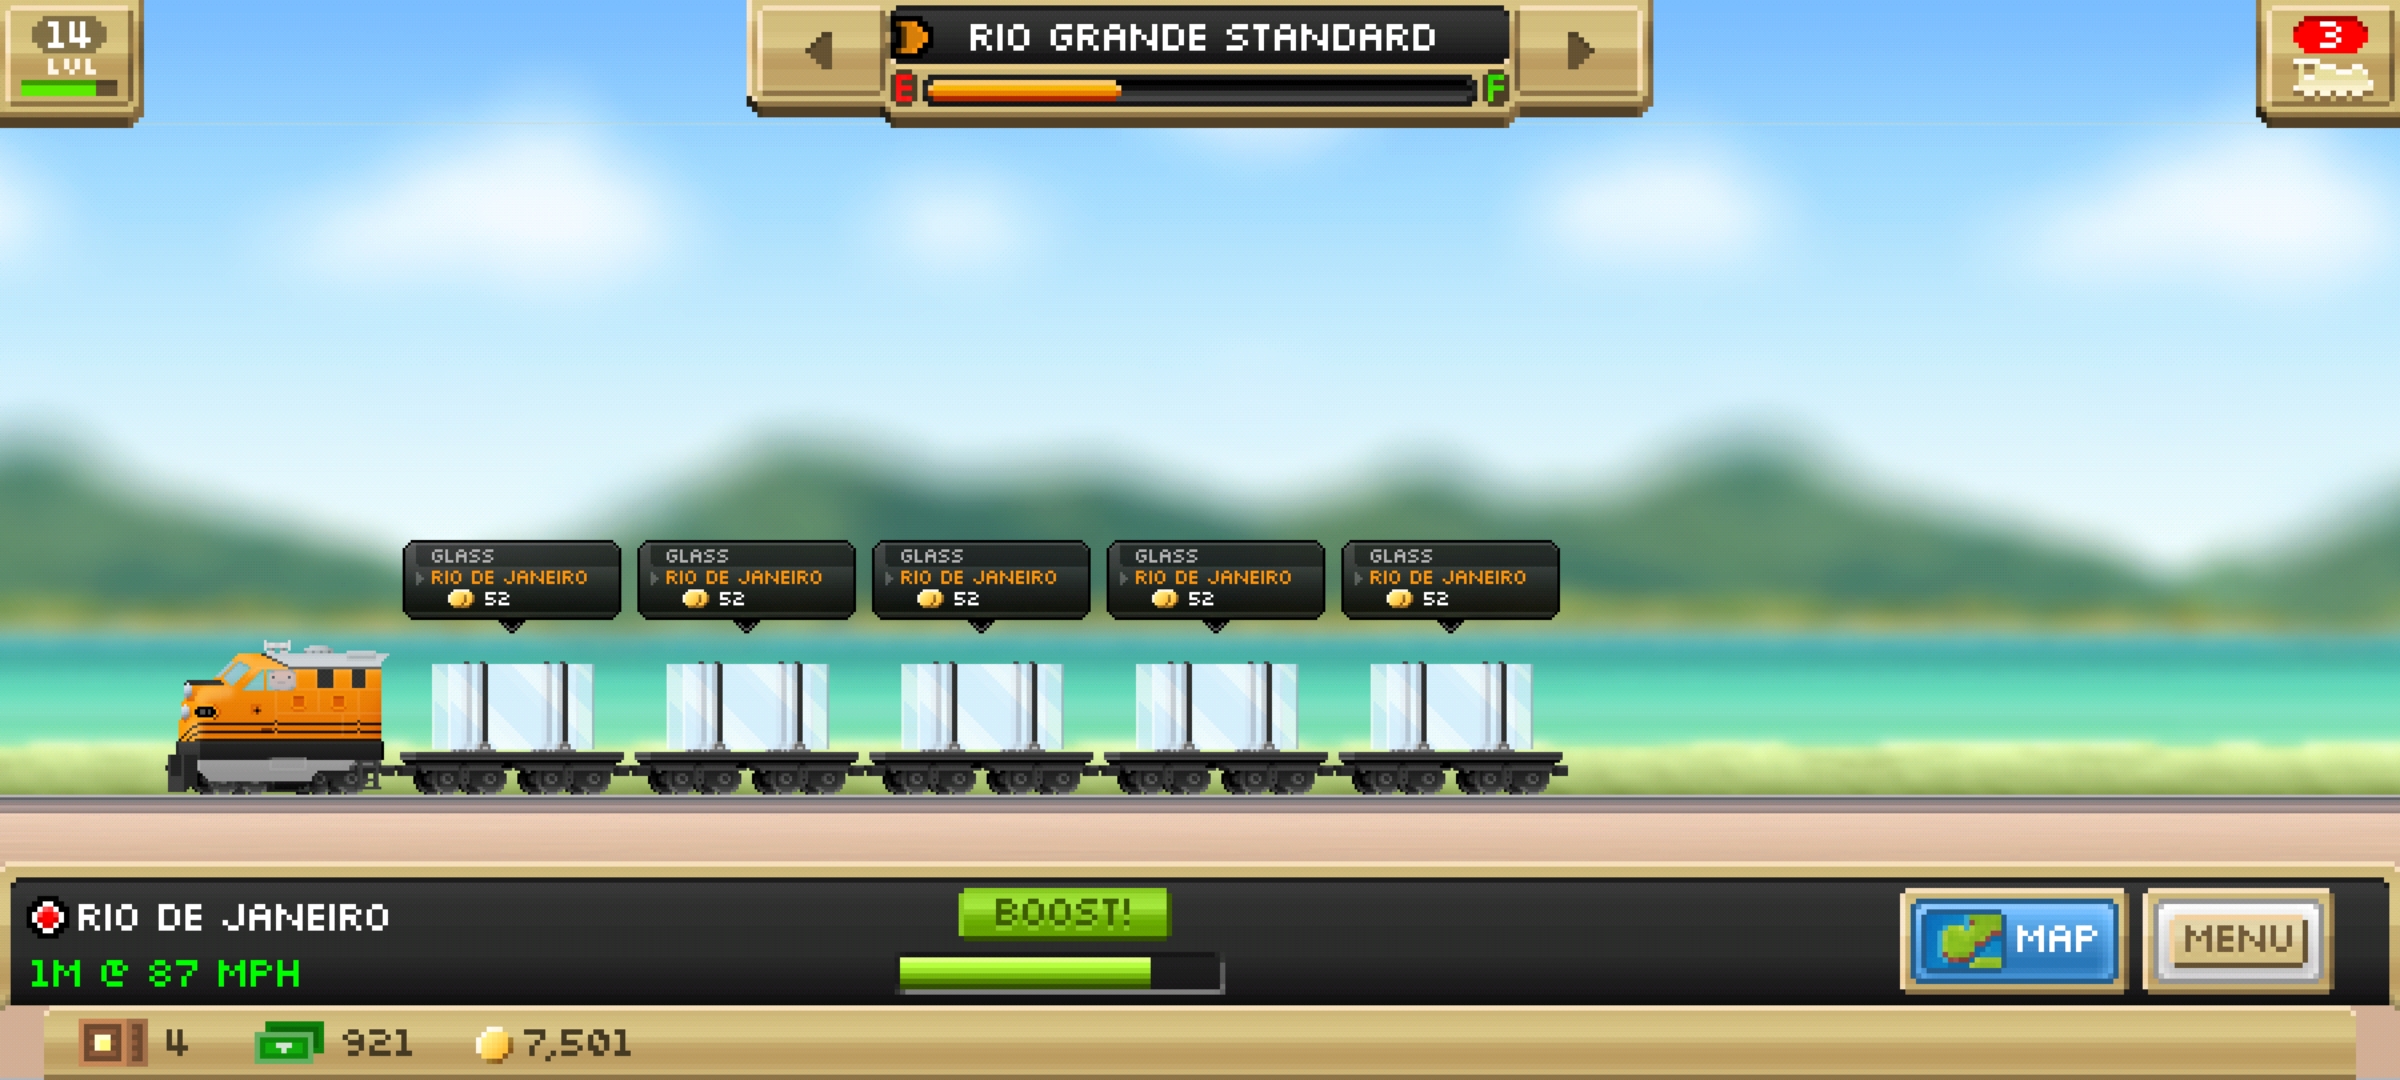 14
LVL
RIO GRANDE STANDARD
E
F
3
GLASS
RIO DE JANEIRO
52
GLASS
RIO DE JANEIRO
52
GLASS
RIO DE JANEIRO
52
GLASS
RIO DE JANEIRO
52
GLASS
RIO DE JANEIRO
52
RIO DE JANEIRO
1M @ 87 MPH
BOOST!
MAP
MENU
4
921
7,501